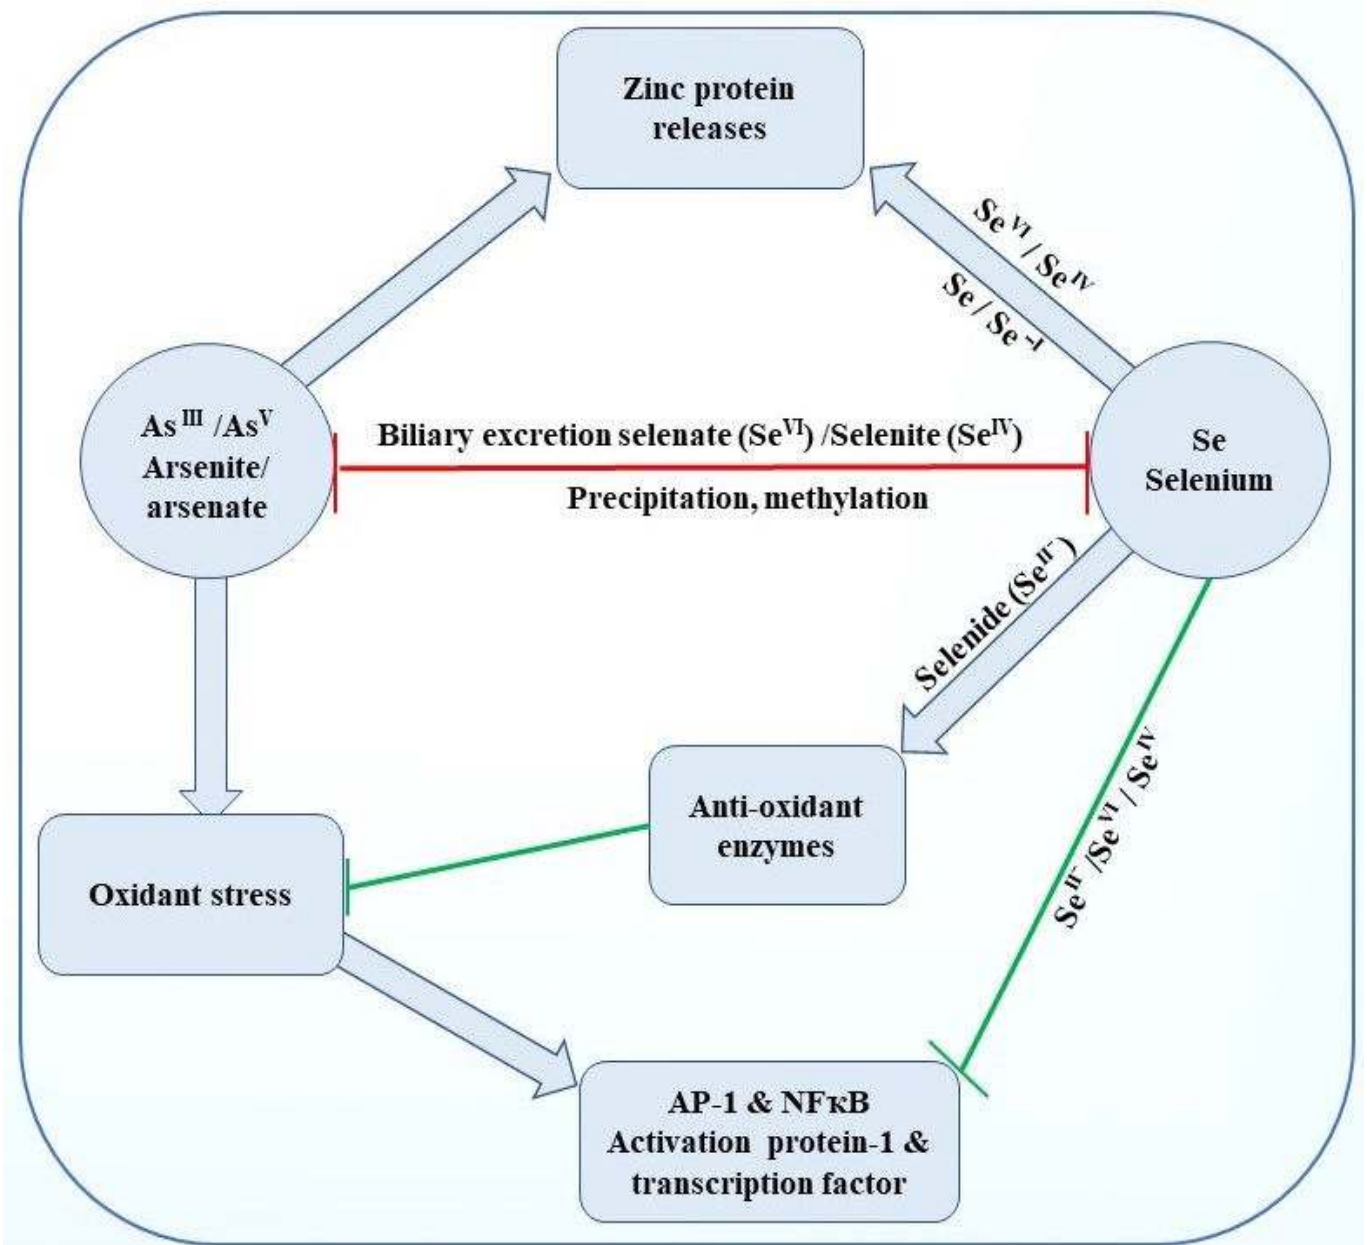 Zinc protein
releases
Se^VI / Se^IV
Se / Se^-I
As^III /As^V
Arsenite/
arsenate
Biliary excretion selenate (Se^VI) /Selenite (Se^IV)
Precipitation, methylation
Se
Selenium
Selenide (Se^II-)
Anti-oxidant
enzymes
Se^II- /Se^VI / Se^IV
Oxidant stress
AP-1 & NFκB
Activation protein-1 &
transcription factor